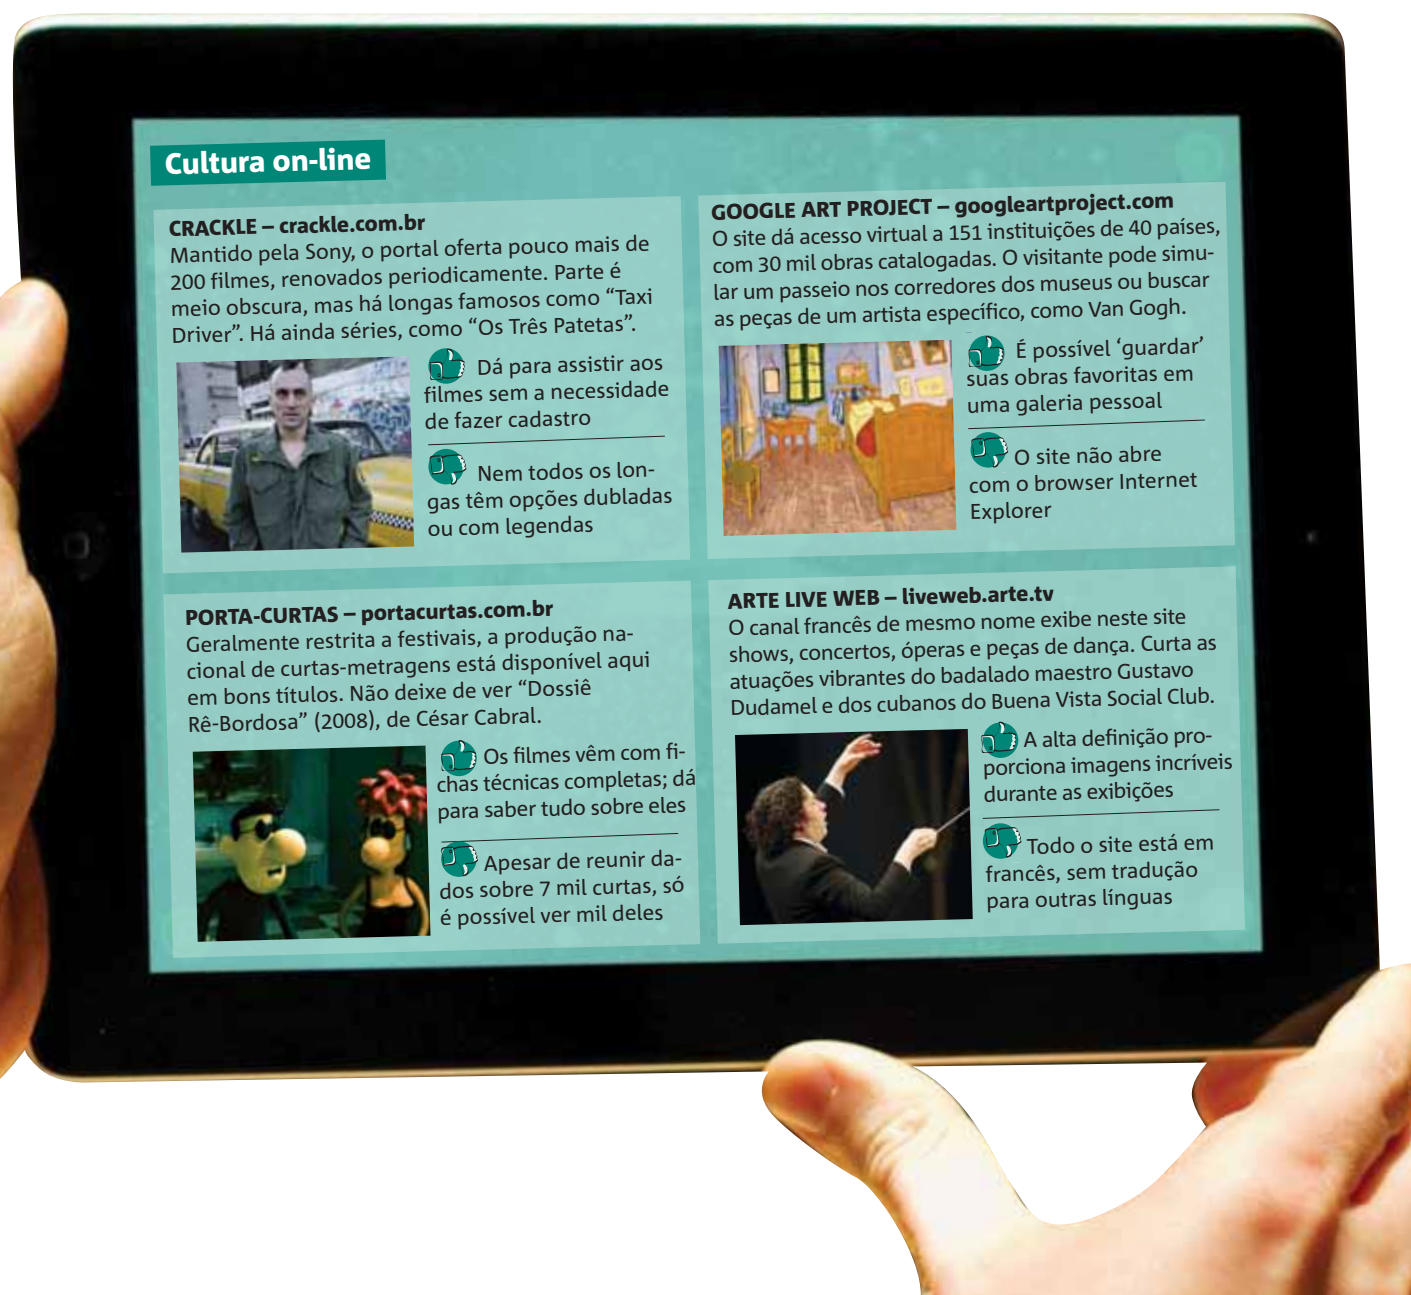 Cultura on-line
CRACKLE – crackle.com.br
Mantido pela Sony, o portal oferta pouco mais de
200 filmes, renovados periodicamente. Parte é
meio obscura, mas há longas famosos como “Taxi
Driver”. Há ainda séries, como “Os Três Patetas”.
Dá para assistir aos
filmes sem a necessidade
de fazer cadastro
Nem todos os lon-
gas têm opções dubladas
ou com legendas
GOOGLE ART PROJECT – googleartproject.com
O site dá acesso virtual a 151 instituições de 40 países,
com 30 mil obras catalogadas. O visitante pode simu-
lar um passeio nos corredores dos museus ou buscar
as peças de um artista específico, como Van Gogh.
É possível ‘guardar’
suas obras favoritas em
uma galeria pessoal
O site não abre
com o browser Internet
Explorer
PORTA-CURTAS – portacurtas.com.br
Geralmente restrita a festivais, a produção na-
cional de curtas-metragens está disponível aqui
em bons títulos. Não deixe de ver “Dossiê
Rê-Bordosa” (2008), de César Cabral.
Os filmes vêm com fi-
chas técnicas completas; dá
para saber tudo sobre eles
Apesar de reunir da-
dos sobre 7 mil curtas, só
é possível ver mil deles
ARTE LIVE WEB – liveweb.arte.tv
O canal francês de mesmo nome exibe neste site
shows, concertos, óperas e peças de dança. Curta as
atuações vibrantes do badalado maestro Gustavo
Dudamel e dos cubanos do Buena Vista Social Club.
A alta definição pro-
porciona imagens incríveis
durante as exibições
Todo o site está em
francês, sem tradução
para outras línguas